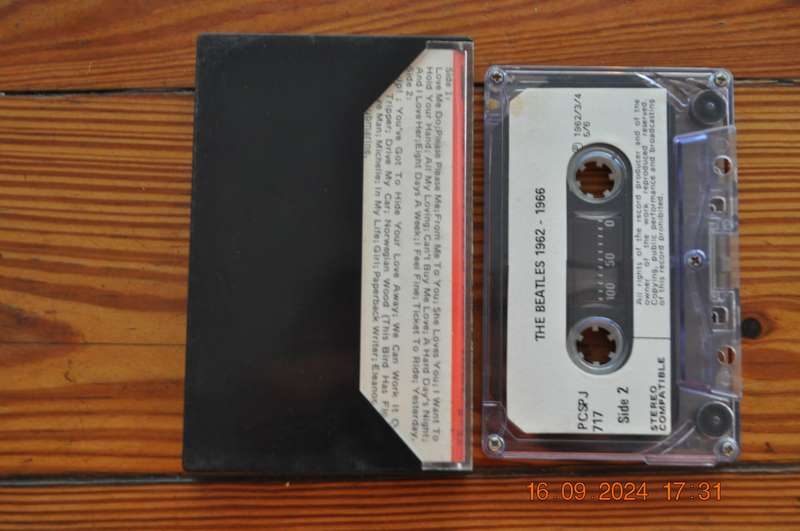 Side 1:
Love Me Do; Please Please Me; From Me To You; She Loves You; I Want To
Hold Your Hand; All My Loving; Can't Buy Me Love; A Hard Day's Night;
And I Love Her; Eight Days A Week; I Feel Fine; Ticket To Ride; Yesterday.
Side 2:
You've Got To Hide Your Love Away; We Can Work It
Tripper; Drive My Car; Norwegian Wood (This Bird Has
Man; Michelle; In My Life; Girl; Paperback Writer; Eleanor
THE BEATLES 1962 - 1966
℗ 1962/3/4
5/6
All rights of the record producer and of the
owner of the work reproduced reserved.
Copying, public performance and broadcasting
of this record prohibited.
100 50 0
PCSPJ
717
Side 2
STEREO
COMPATIBLE
16.09.2024 17:31